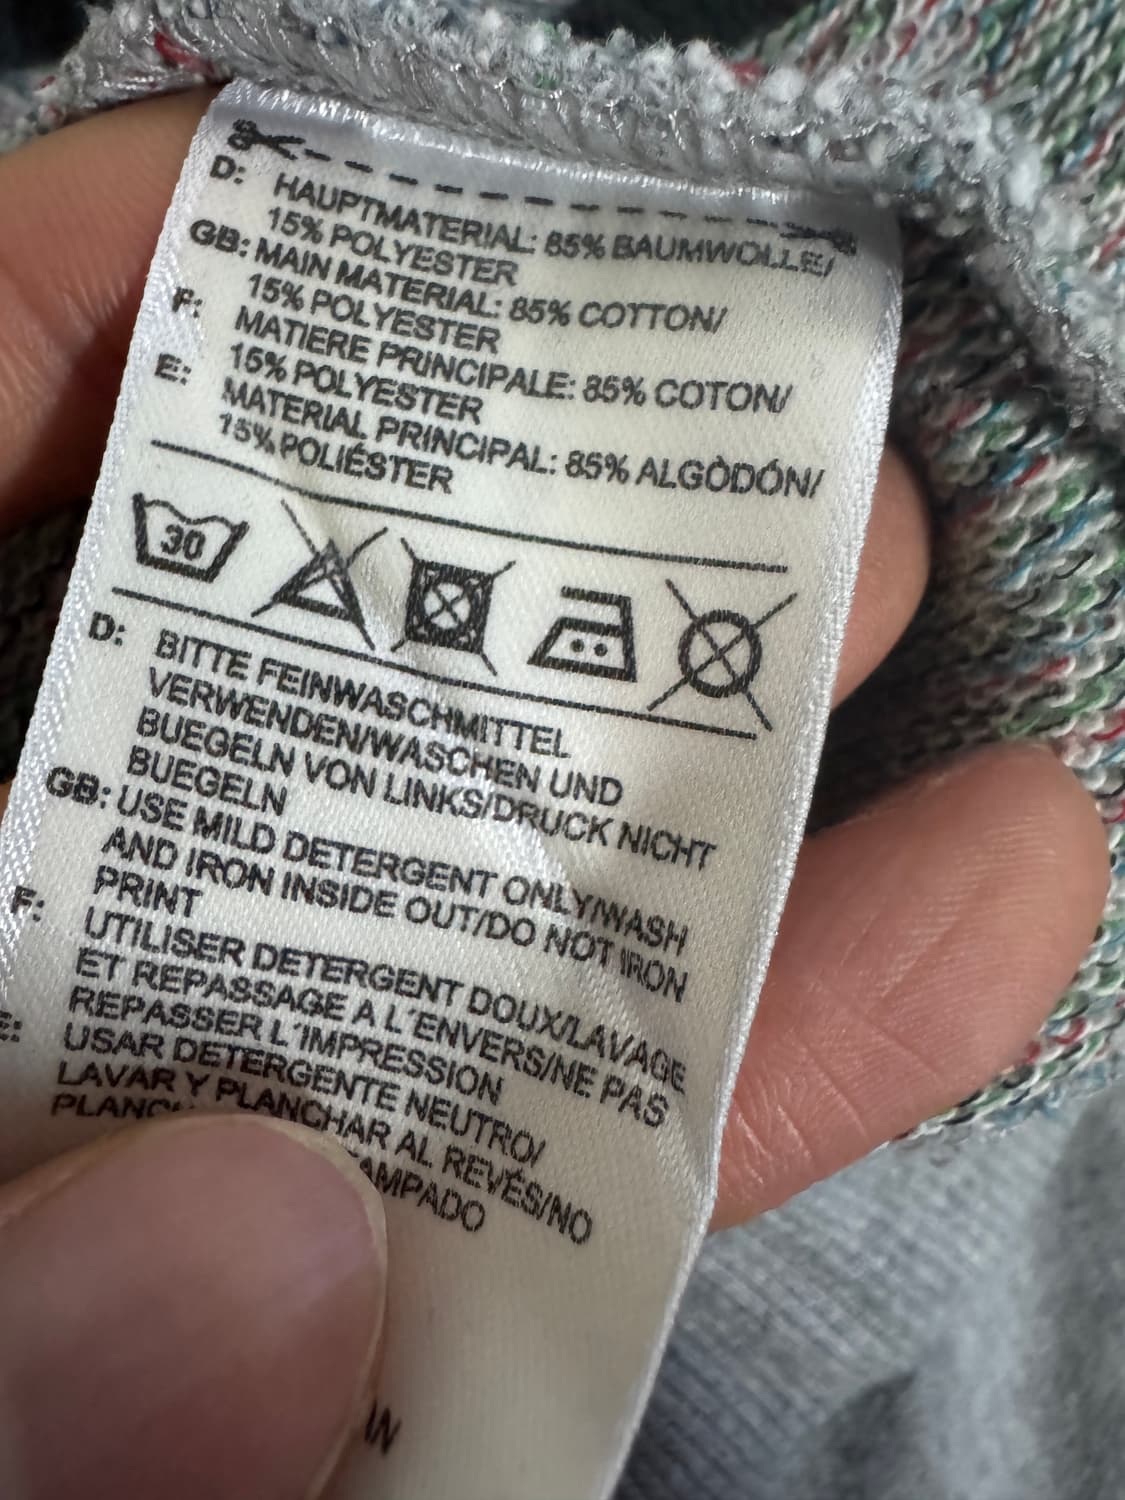 D: HAUPTMATERIAL: 85% BAUMWOLLE/
15% POLYESTER
GB: MAIN MATERIAL: 85% COTTON/
15% POLYESTER
F: MATIERE PRINCIPALE: 85% COTON/
15% POLYESTER
E: MATERIAL PRINCIPAL: 85% ALGÒDÓN/
15% POLIÉSTER
30
D: BITTE FEINWASCHMITTEL
VERWENDEN/WASCHEN UND
BUEGELN VON LINKS/DRUCK NICHT
BUEGELN
GB: USE MILD DETERGENT ONLY/WASH
AND IRON INSIDE OUT/DO NOT IRON
PRINT
F: UTILISER DETERGENT DOUX/LAVAGE
ET REPASSAGE A L´ENVERS/NE PAS
REPASSER L´IMPRESSION
E: USAR DETERGENTE NEUTRO/
LAVAR Y PLANCHAR AL REVÉS/NO